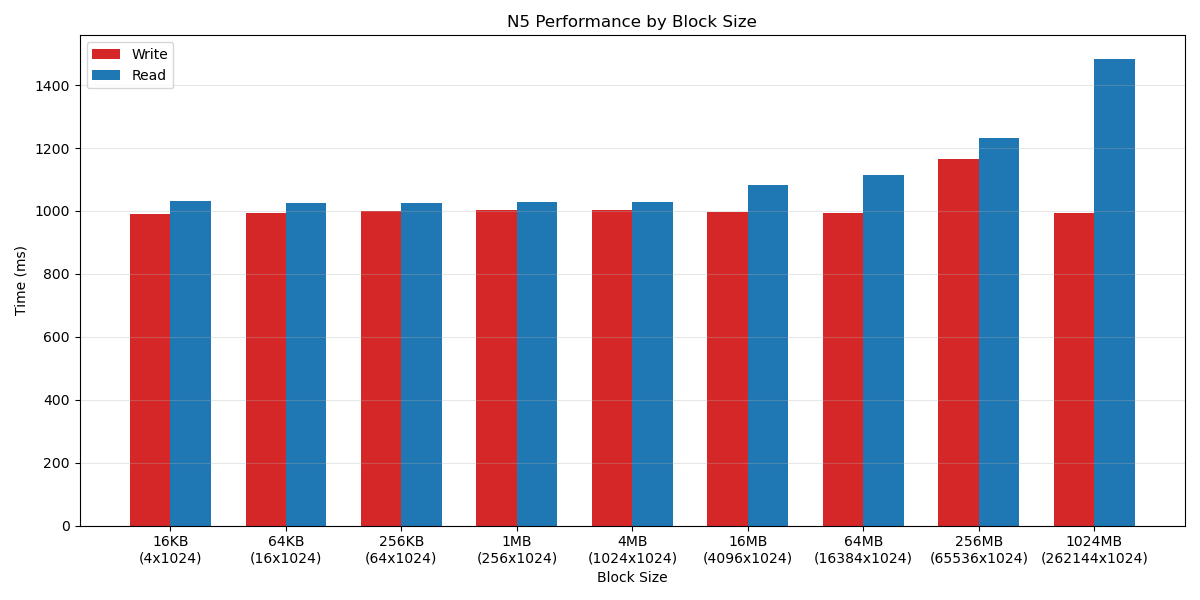 N5 Performance by Block Size
Write
Read
Time (ms)
1400
1200
1000
800
600
400
200
0
16KB 64KB 256KB 1MB 4MB 16MB 64MB 256MB 1024MB
(4x1024) (16x1024) (64x1024) (256x1024) (1024x1024) (4096x1024) (16384x1024) (65536x1024) (262144x1024)
Block Size